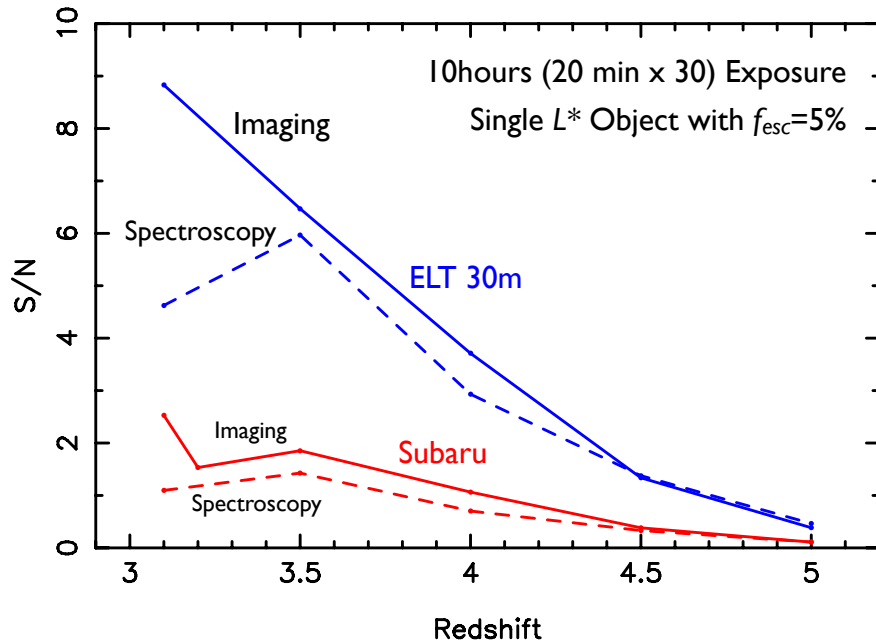 10hours (20 min x 30) Exposure
Single L* Object with fesc=5%
Imaging
Spectroscopy
ELT 30m
Imaging
Subaru
Spectroscopy
S/N
10
8
6
4
2
0
3
3.5
4
4.5
5
Redshift